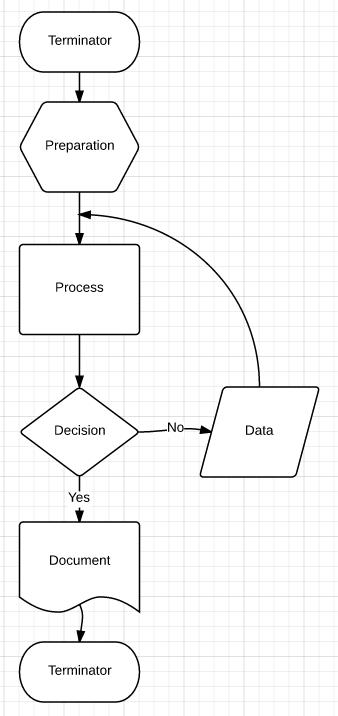 Terminator
Preparation
Process
Decision
No
Data
Yes
Document
Terminator